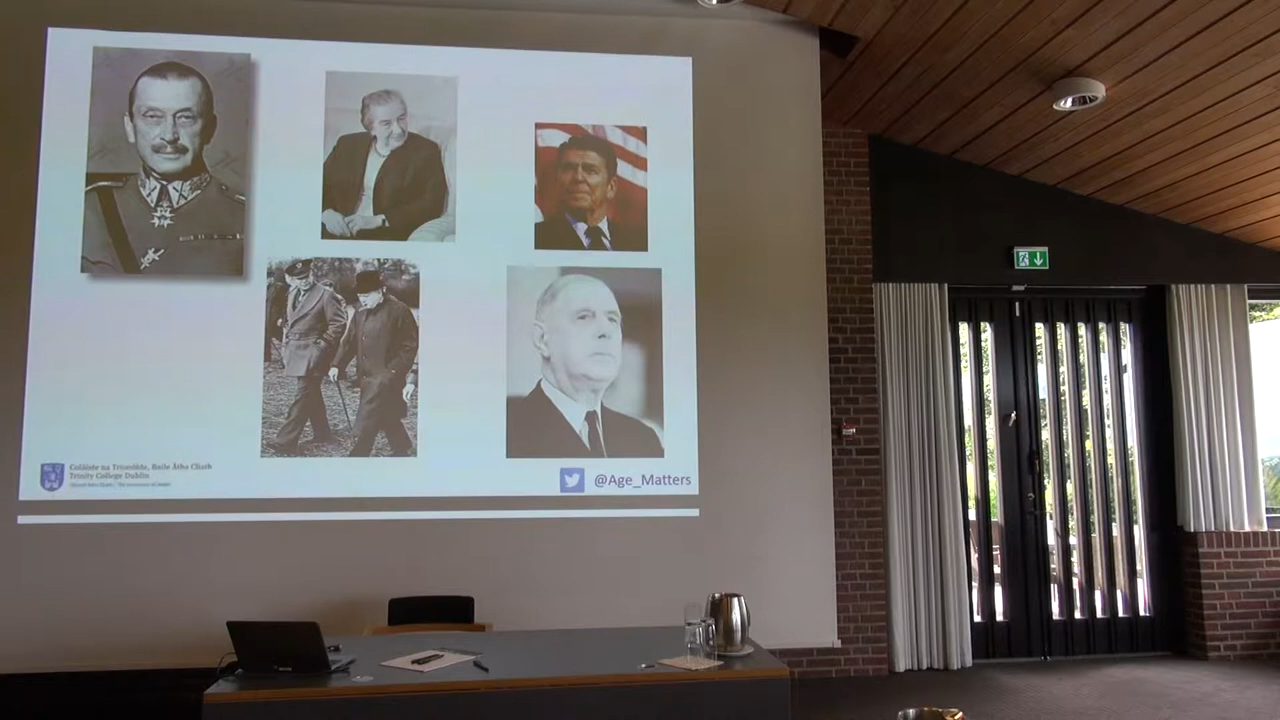 Coláiste na Tríonóide, Baile Átha Cliath
Trinity College Dublin
@Age_Matters